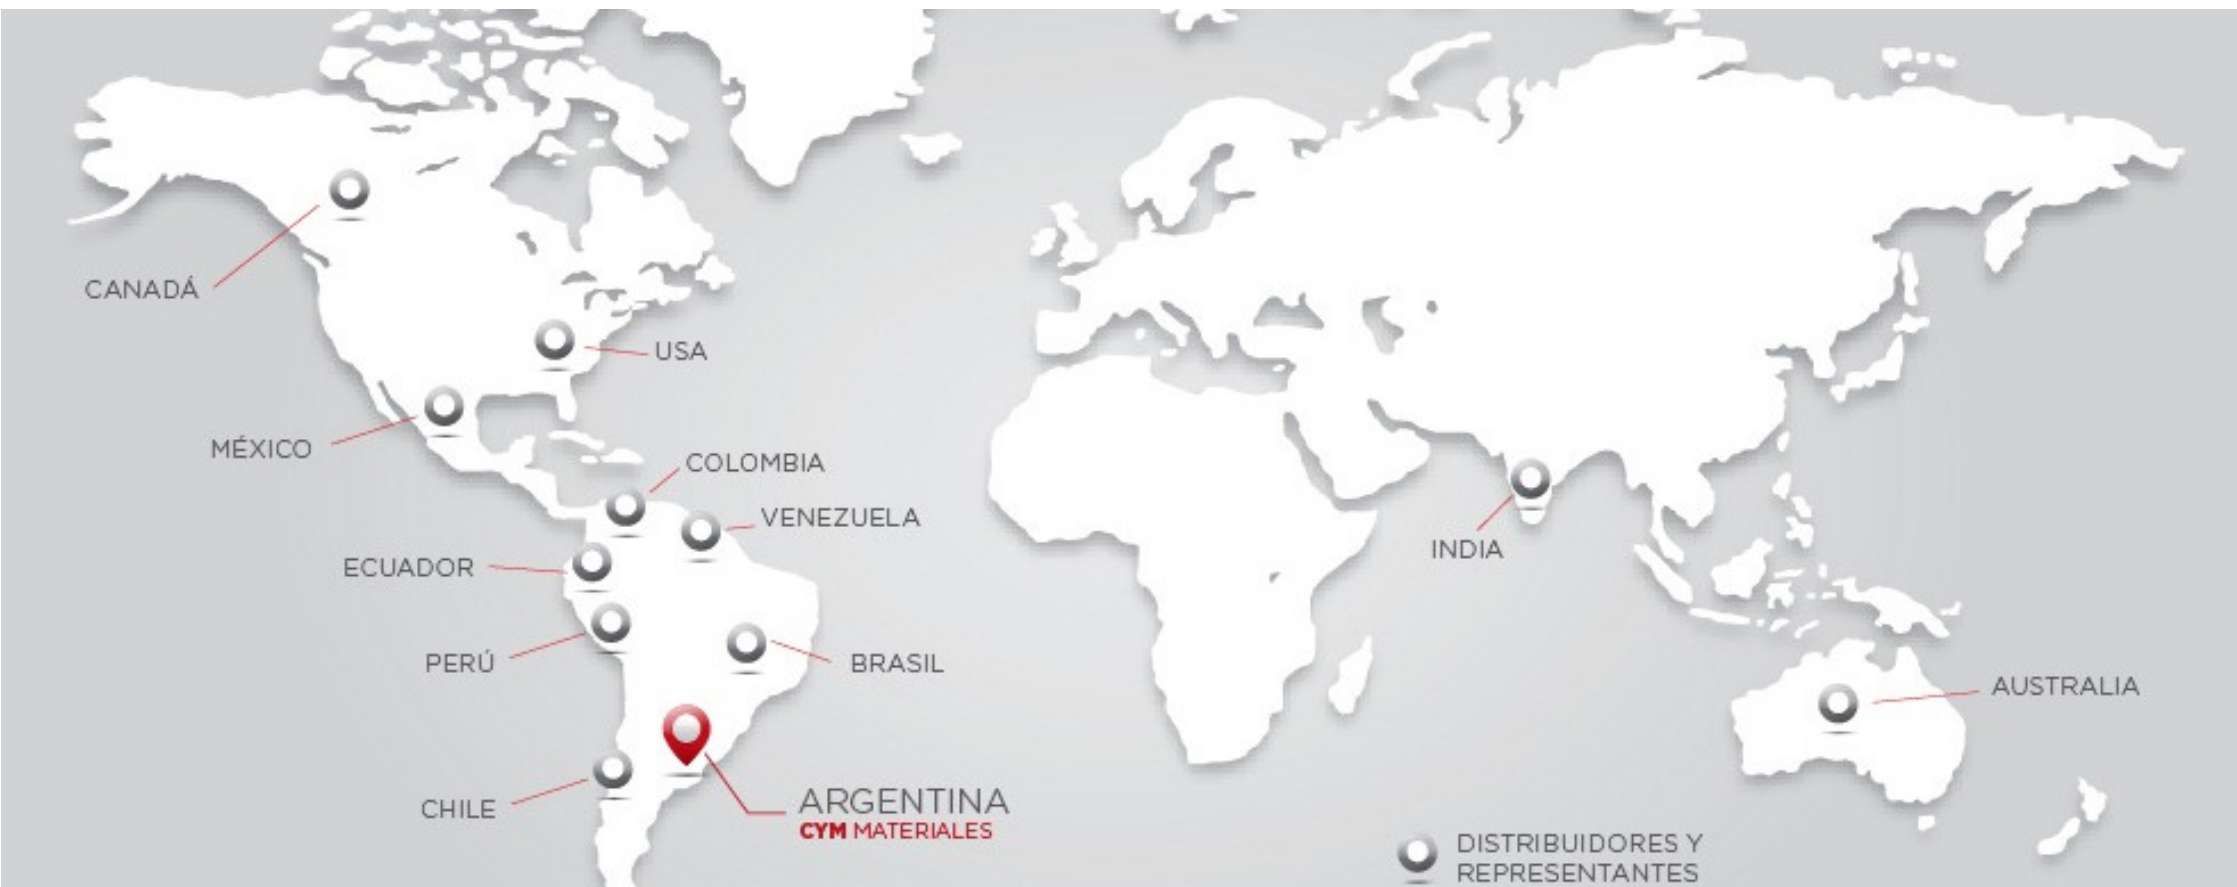 CANADÁ
USA
MÉXICO
COLOMBIA
VENEZUELA
ECUADOR
INDIA
PERÚ
BRASIL
AUSTRALIA
CHILE
ARGENTINA
CYM MATERIALES
DISTRIBUIDORES Y
REPRESENTANTES